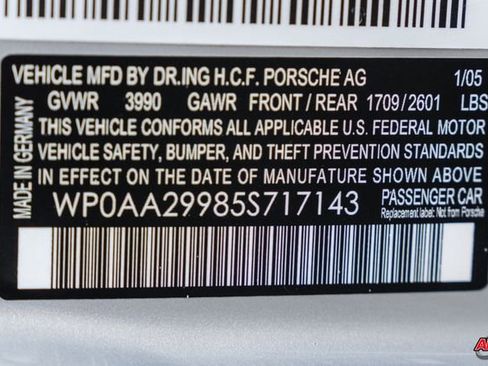 VEHICLE MFD BY DR.ING H.C.F. PORSCHE AG 1/05
GVWR 3990 GAWR FRONT / REAR 1709/2601 LBS
THIS VEHICLE CONFORMS ALL APPLICABLE U.S. FEDERAL MOTOR
VEHICLE SAFETY, BUMPER, AND THEFT PREVENTION STANDARDS
IN EFFECT ON THE DATE OF MANUFACTURE SHOWN ABOVE
WP0AA29985S717143 PASSENGER CAR
Replacement label: Not from
MADE IN GERMANY